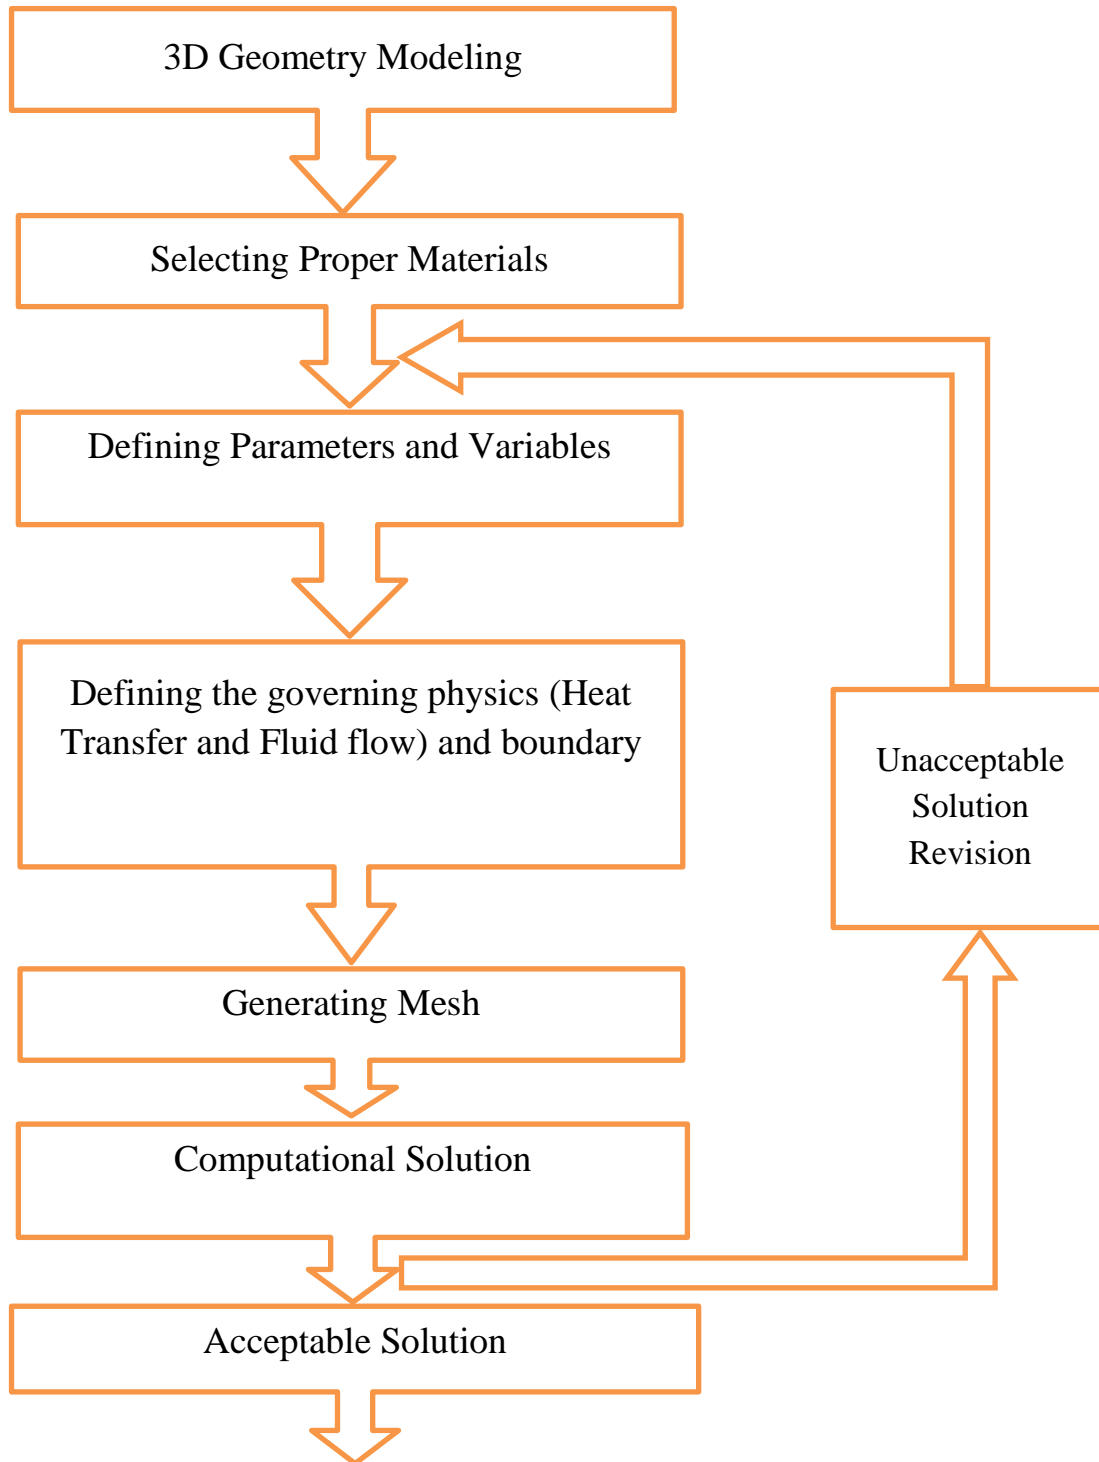 3D Geometry Modeling
Selecting Proper Materials
Defining Parameters and Variables
Defining the governing physics (Heat
Transfer and Fluid flow) and boundary
Unacceptable
Solution
Revision
Generating Mesh
Computational Solution
Acceptable Solution